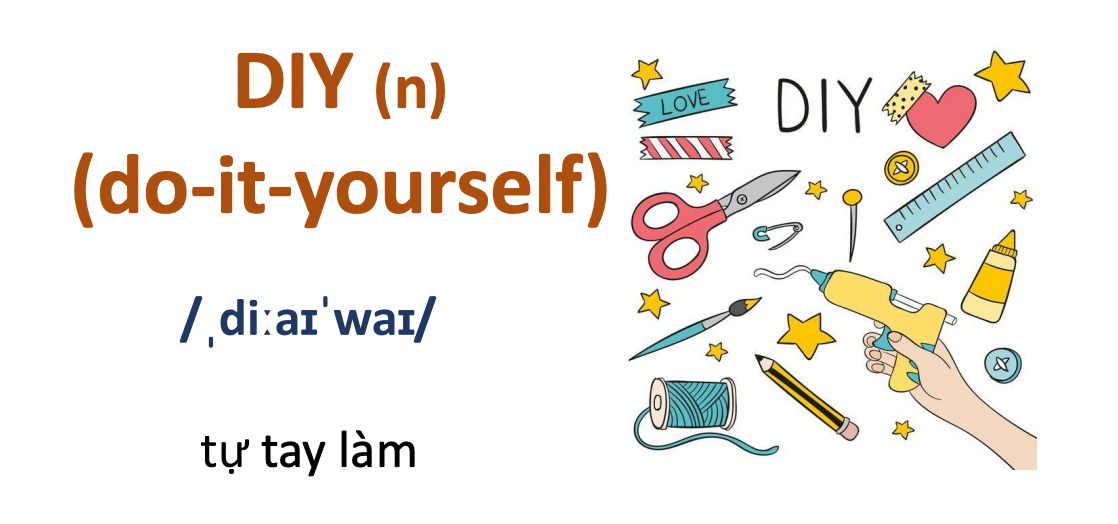 DIY (n)
(do-it-yourself)
/ˌdiːaɪˈwaɪ/
tự tay làm
LOVE
DIY